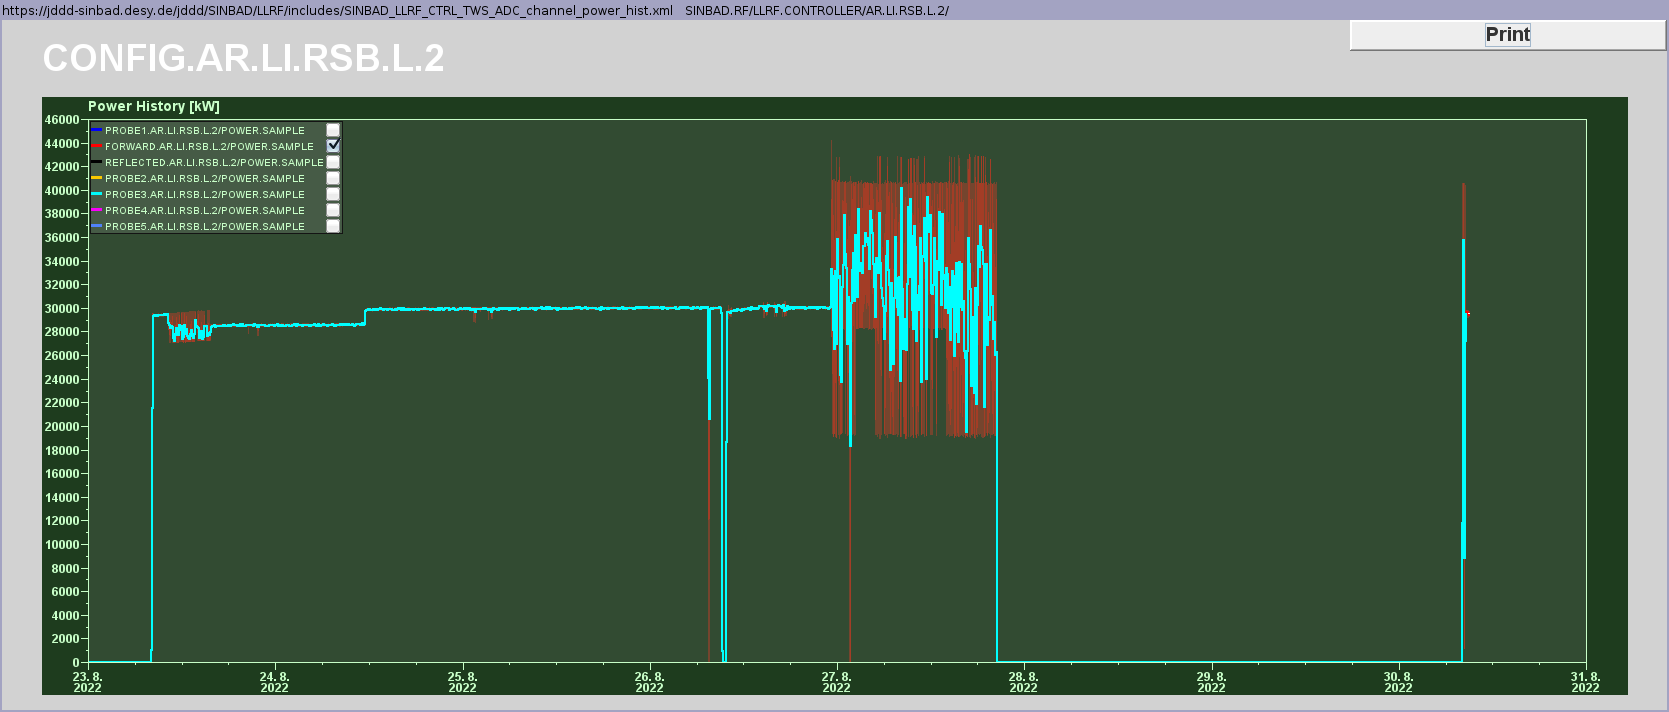 https://jddd-sinbad.desy.de/jddd/SINBAD/LLRF/includes/SINBAD_LLRF_CTRL_TWS_ADC_channel_power_hist.xml SINBAD.RF/LLRF.CONTROLLER/AR.LI.RSB.L.2/
Print
CONFIG.AR.LI.RSB.L.2
Power History [kW]
46000
44000
42000
40000
38000
36000
34000
32000
30000
28000
26000
24000
22000
20000
18000
16000
14000
12000
10000
8000
6000
4000
2000
0
PROBE1.AR.LI.RSB.L.2/POWER.SAMPLE
FORWARD.AR.LI.RSB.L.2/POWER.SAMPLE
REFLECTED.AR.LI.RSB.L.2/POWER.SAMPLE
PROBE2.AR.LI.RSB.L.2/POWER.SAMPLE
PROBE3.AR.LI.RSB.L.2/POWER.SAMPLE
PROBE4.AR.LI.RSB.L.2/POWER.SAMPLE
PROBE5.AR.LI.RSB.L.2/POWER.SAMPLE
23. 8. 24. 8. 25. 8. 26. 8. 27. 8. 28. 8. 29. 8. 30. 8. 31. 8.
2022 2022 2022 2022 2022 2022 2022 2022 2022